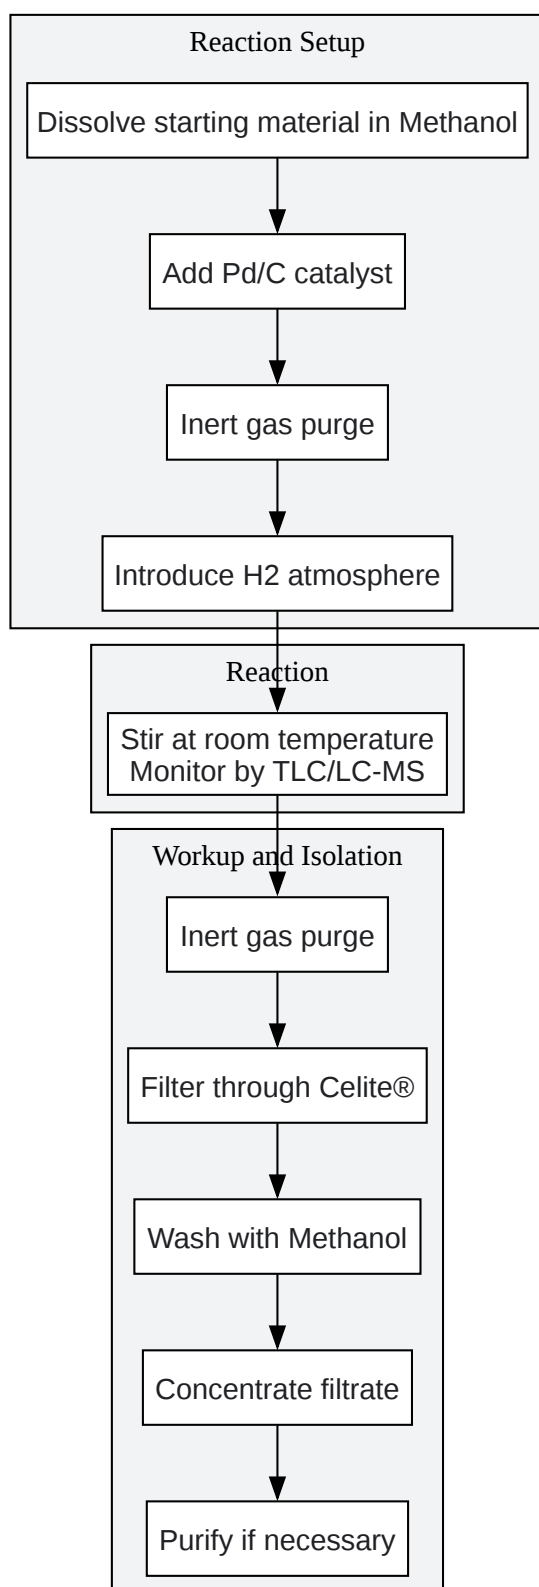 Reaction Setup
Dissolve starting material in Methanol
Add Pd/C catalyst
Inert gas purge
Introduce H2 atmosphere
Reaction
Stir at room temperature
Monitor by TLC/LC-MS
Workup and Isolation
Inert gas purge
Filter through Celite®
Wash with Methanol
Concentrate filtrate
Purify if necessary